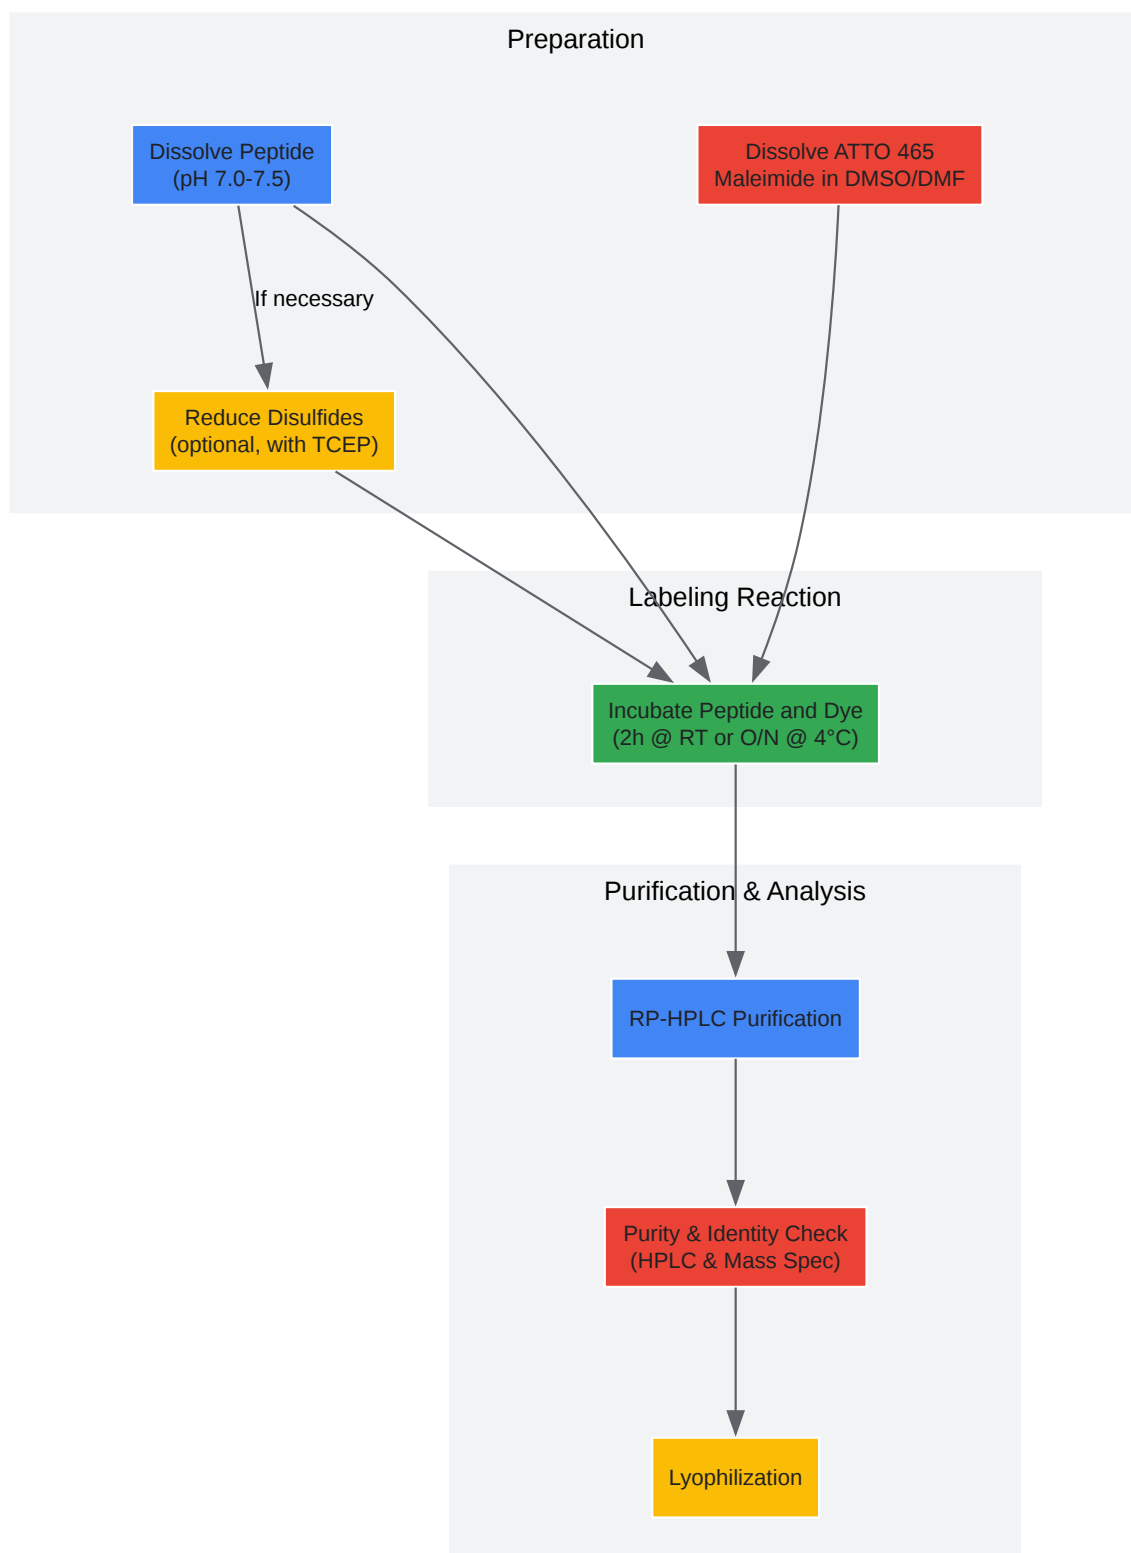 Preparation
Dissolve Peptide
(pH 7.0-7.5)
Dissolve ATTO 465
Maleimide in DMSO/DMF
If necessary
Reduce Disulfides
(optional, with TCEP)
Labeling Reaction
Incubate Peptide and Dye
(2h @ RT or O/N @ 4°C)
Purification & Analysis
RP-HPLC Purification
Purity & Identity Check
(HPLC & Mass Spec)
Lyophilization